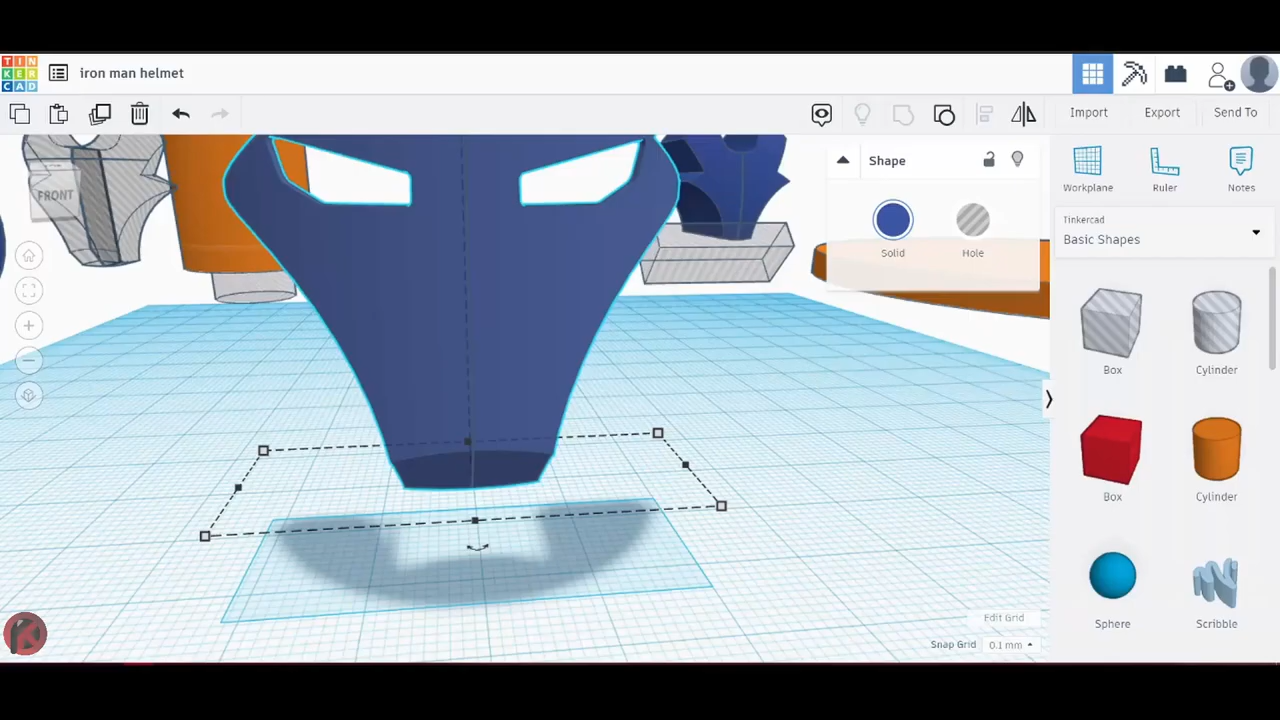 TIN
KER
CAD
iron man helmet
Import
Export
Send To
FRONT
Shape
Solid
Hole
Workplane
Ruler
Notes
Tinkercad
Basic Shapes
Box
Cylinder
Box
Cylinder
Sphere
Scribble
Edit Grid
Snap Grid
0.1 mm